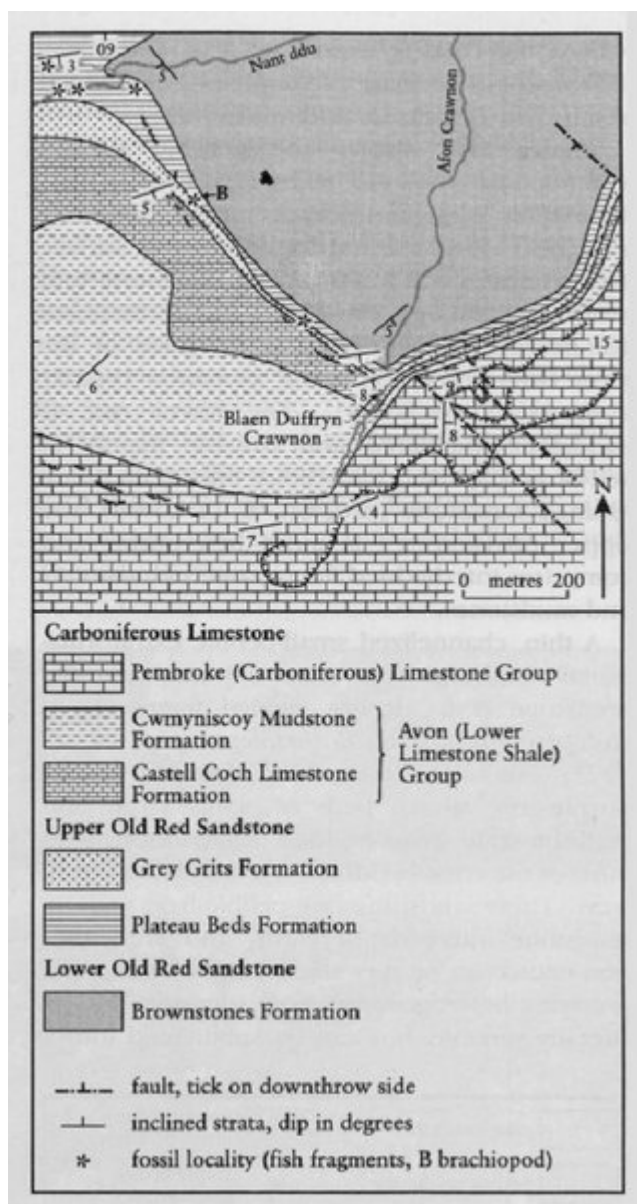 09
3
5
Nant ddu
Afon Crawnon
B
5
5
15
6
8
9
Blaen Duffryn
Crawnon
8
4
7
N
metres 200
Carboniferous Limestone
Pembroke (Carboniferous) Limestone Group
Cwmyniscoy Mudstone
Formation
Avon (Lower
Limestone Shale)
Group
Castell Coch Limestone
Formation
Upper Old Red Sandstone
Grey Grits Formation
Plateau Beds Formation
Lower Old Red Sandstone
Brownstones Formation
fault, tick on downthrow side
inclined strata, dip in degrees
fossil locality (fish fragments, B brachiopod)